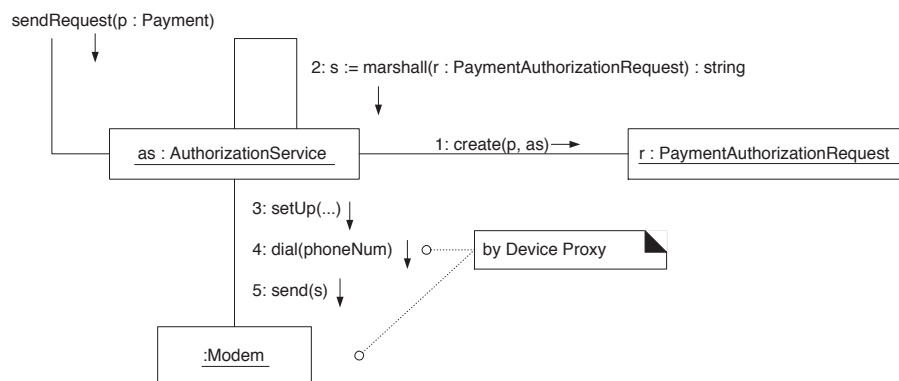 sendRequest(p : Payment)
2: s := marshall(r : PaymentAuthorizationRequest) : string
as : AuthorizationService
1: create(p, as)
r : PaymentAuthorizationRequest
3: setUp(...)
4: dial(phoneNum)
by Device Proxy
5: send(s)
:Modem